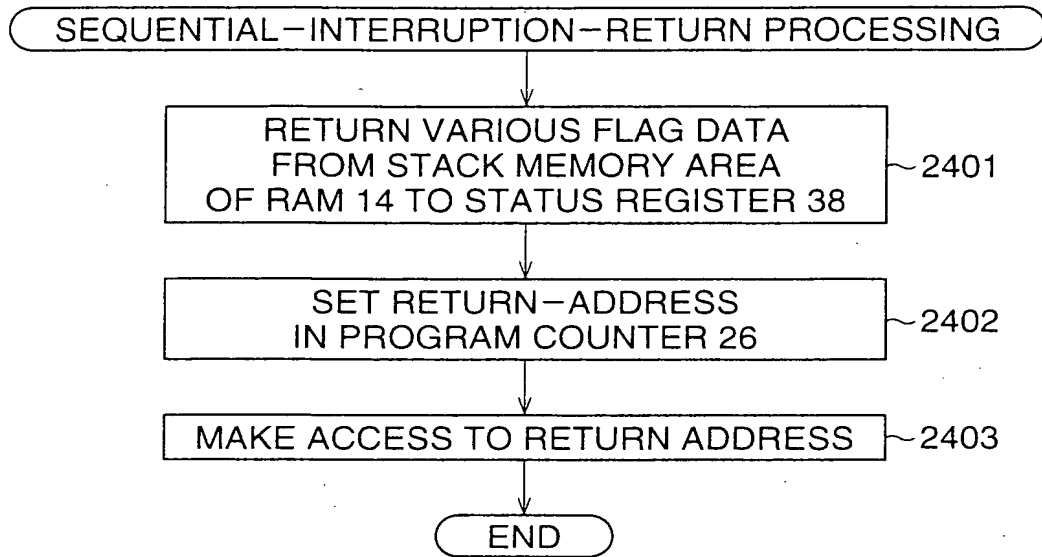 SEQUENTIAL-INTERRUPTION-RETURN PROCESSING
RETURN VARIOUS FLAG DATA
FROM STACK MEMORY AREA
OF RAM 14 TO STATUS REGISTER 38
2401
SET RETURN-ADDRESS
IN PROGRAM COUNTER 26
2402
MAKE ACCESS TO RETURN ADDRESS
2403
END